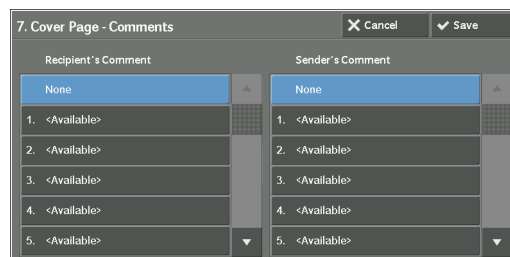 7. Cover Page - Comments
Cancel
Save
Recipient's Comment
Sender's Comment
None
None
1. <Available>
1. <Available>
2. <Available>
2. <Available>
3. <Available>
3. <Available>
4. <Available>
4. <Available>
5. <Available>
5. <Available>